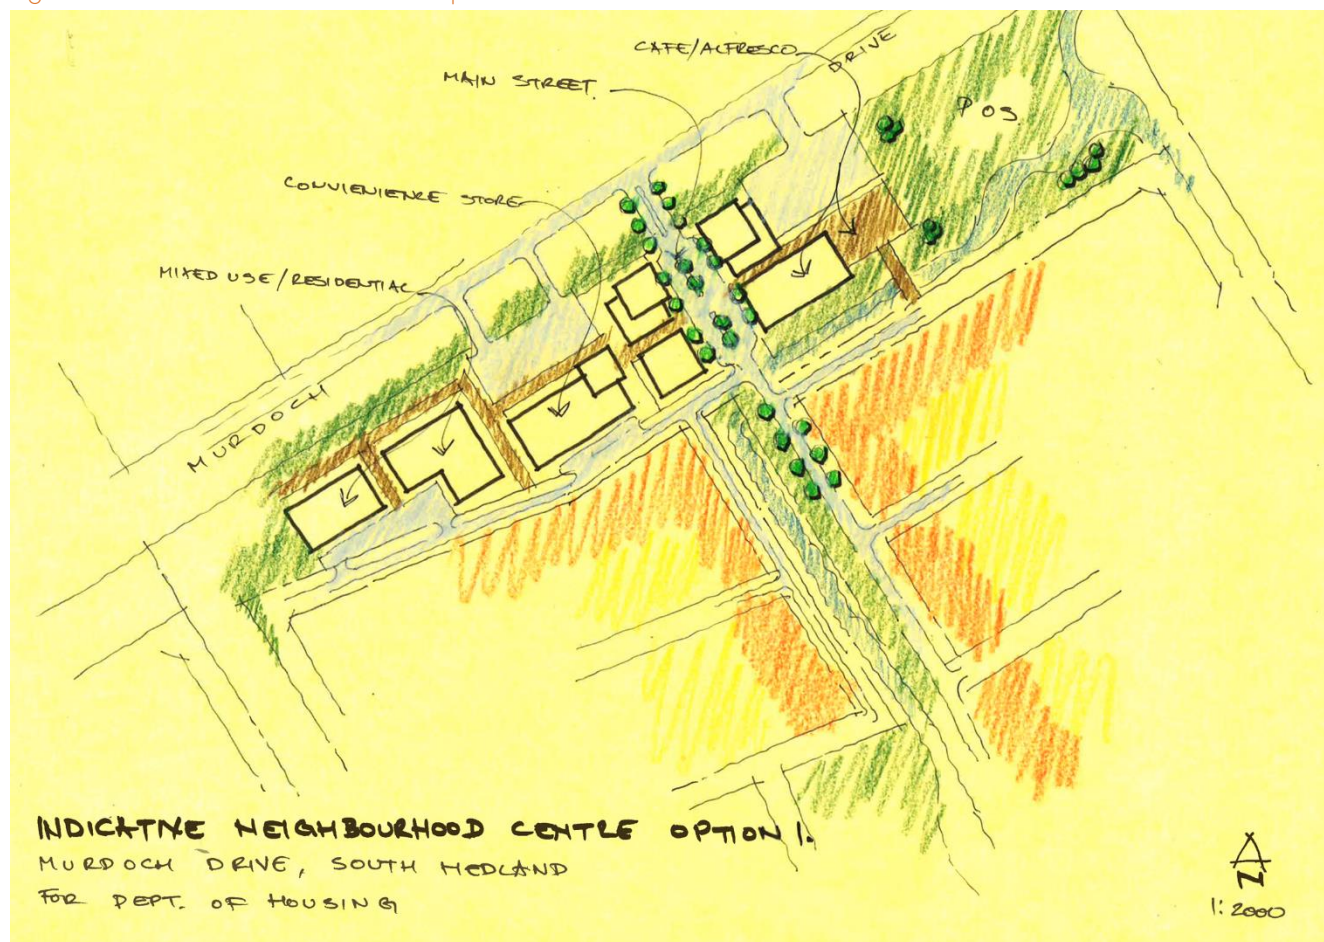 CAFE/ALFRESCO
DRIVE
MAIN STREET.
POS.
CONVIENIENCE STORE
MIXED USE/RESIDENTIAL
MURDOCH
INDICATIVE NEIGHBOURHOOD CENTRE OPTION 1.
MURDOCH DRIVE, SOUTH HEDLAND
FOR DEPT. OF HOUSING
N
1:2000